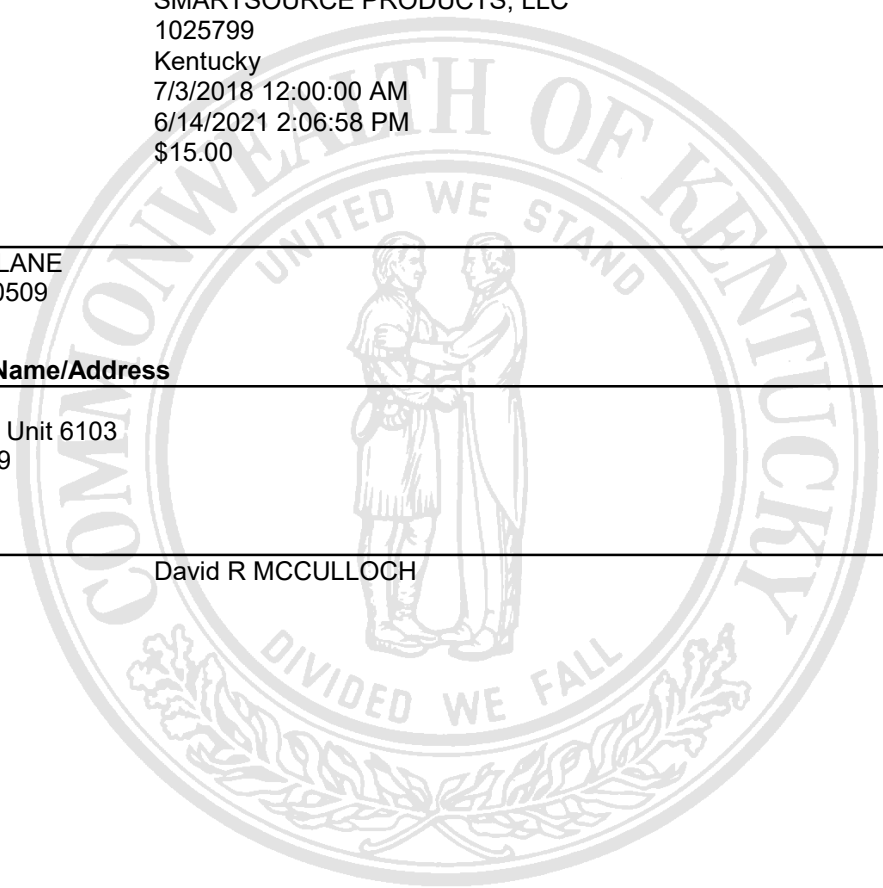 SMARTSOURCE PRODUCTS, LLC
1025799
Kentucky
7/3/2018 12:00:00 AM
6/14/2021 2:06:58 PM
$15.00
LANE
0509
Name/Address
Unit 6103
9
David R MCCULLOCH
COMMONWEALTH OF KENTUCKY
UNITED WE STAND
DIVIDED WE FALL